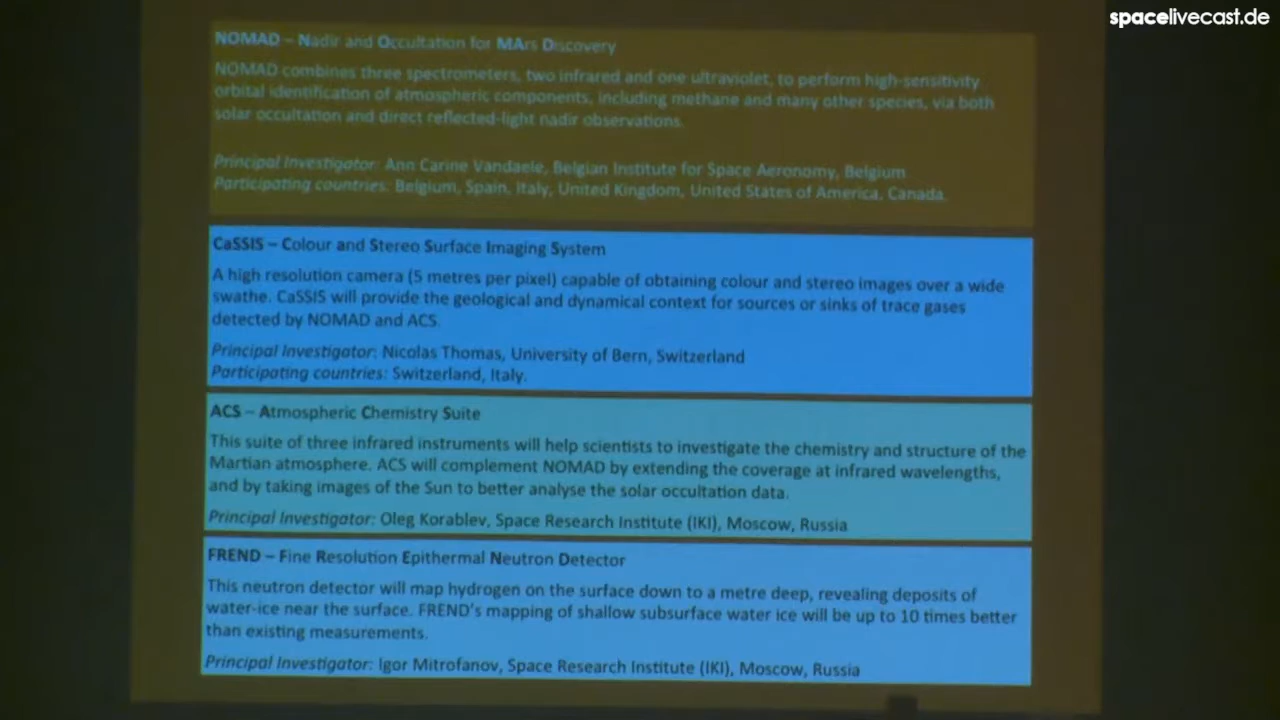 spacelivecast.de
NOMAD – Nadir and Occultation for MArs Discovery
NOMAD combines three spectrometers, two infrared and one ultraviolet, to perform high-sensitivity
orbital identification of atmospheric components, including methane and many other species, via both
solar occultation and direct reflected-light nadir observations.
Principal Investigator: Ann Carine Vandaele, Belgian Institute for Space Aeronomy, Belgium
Participating countries: Belgium, Spain, Italy, United Kingdom, United States of America, Canada.
CaSSIS – Colour and Stereo Surface Imaging System
A high resolution camera (5 metres per pixel) capable of obtaining colour and stereo images over a wide
swathe. CaSSIS will provide the geological and dynamical context for sources or sinks of trace gases
detected by NOMAD and ACS.
Principal Investigator: Nicolas Thomas, University of Bern, Switzerland
Participating countries: Switzerland, Italy.
ACS – Atmospheric Chemistry Suite
This suite of three infrared instruments will help scientists to investigate the chemistry and structure of the
Martian atmosphere. ACS will complement NOMAD by extending the coverage at infrared wavelengths,
and by taking images of the Sun to better analyse the solar occultation data.
Principal Investigator: Oleg Korablev, Space Research Institute (IKI), Moscow, Russia
FREND – Fine Resolution Epithermal Neutron Detector
This neutron detector will map hydrogen on the surface down to a metre deep, revealing deposits of
water-ice near the surface. FREND's mapping of shallow subsurface water ice will be up to 10 times better
than existing measurements.
Principal Investigator: Igor Mitrofanov, Space Research Institute (IKI), Moscow, Russia